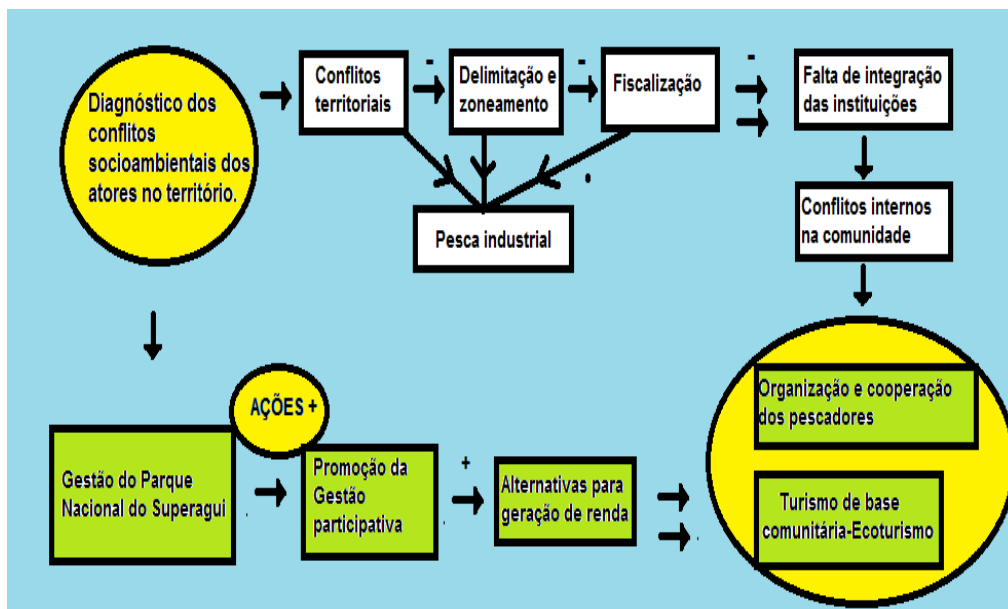 Diagnóstico dos
conflitos
socioambientais dos
atores no território.
Conflitos
territoriais
-
Delimitação e
zoneamento
-
Fiscalização
-
Falta de integração
das instituições
Pesca industrial
Conflitos internos
na comunidade
Organização e cooperação
dos pescadores
Turismo de base
comunitária-Ecoturismo
AÇÕES +
Gestão do Parque
Nacional do Superagui
Promoção da
Gestão
participativa
+
Alternativas para
geração de renda